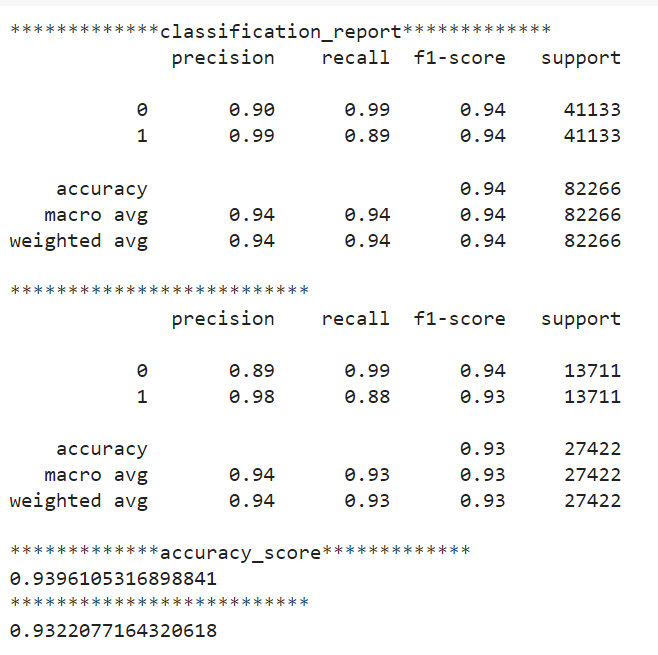 *************classification_report*************
              precision    recall  f1-score   support

           0       0.90      0.99      0.94     41133
           1       0.99      0.89      0.94     41133

    accuracy                           0.94     82266
   macro avg       0.94      0.94      0.94     82266
weighted avg       0.94      0.94      0.94     82266

**************************
              precision    recall  f1-score   support

           0       0.89      0.99      0.94     13711
           1       0.98      0.88      0.93     13711

    accuracy                           0.93     27422
   macro avg       0.94      0.93      0.93     27422
weighted avg       0.94      0.93      0.93     27422

*************accuracy_score*************
0.9396105316898841
**************************
0.9322077164320618